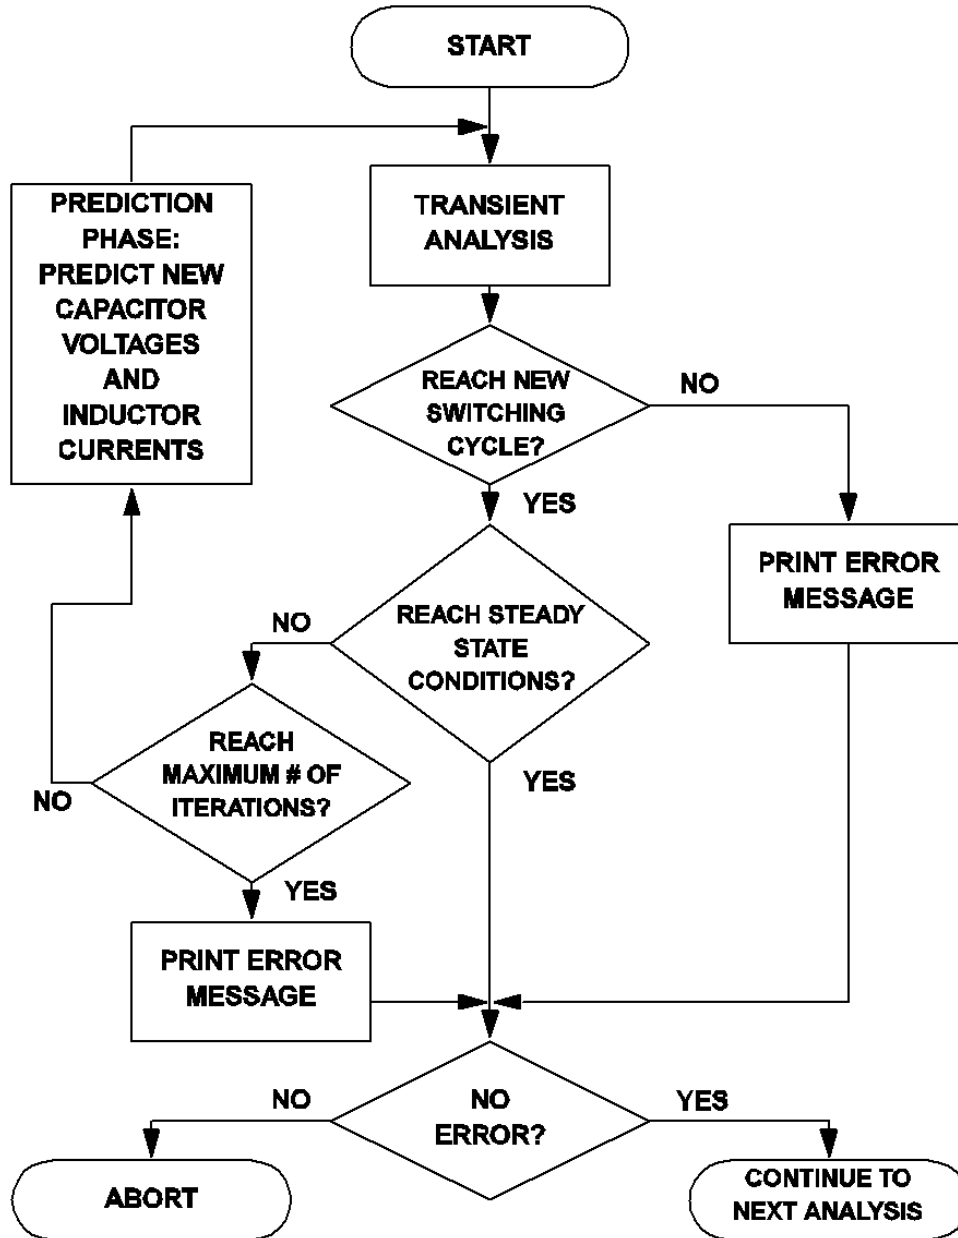 START
PREDICTION
PHASE:
PREDICT NEW
CAPACITOR
VOLTAGES
AND
INDUCTOR
CURRENTS
TRANSIENT
ANALYSIS
REACH NEW
SWITCHING
CYCLE?
NO
YES
PRINT ERROR
MESSAGE
REACH STEADY
STATE
CONDITIONS?
NO
YES
REACH
MAXIMUM # OF
ITERATIONS?
NO
YES
PRINT ERROR
MESSAGE
NO
ERROR?
NO
YES
ABORT
CONTINUE TO
NEXT ANALYSIS